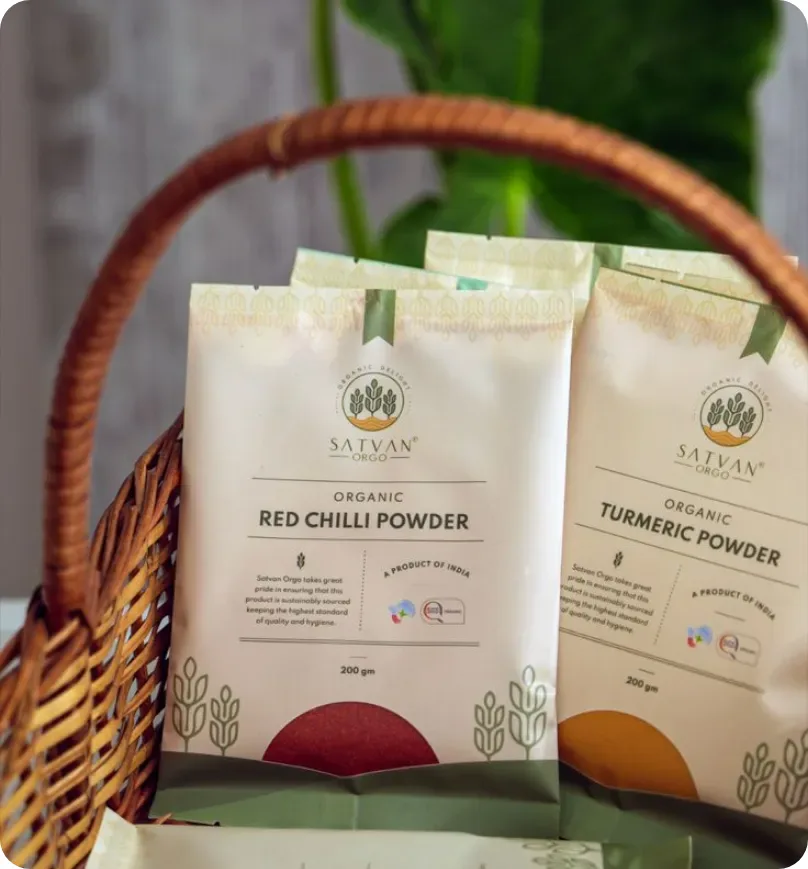 ORGANIC DELIGHT
SATVAN®
ORGO
ORGANIC
RED CHILLI POWDER
Satvan Orgo takes great
pride in ensuring that this
product is sustainably sourced
keeping the highest standard
of quality and hygiene.
A PRODUCT OF INDIA
200 gm
ORGANIC DELIGHT
SATVAN®
ORGO
ORGANIC
TURMERIC POWDER
Satvan Orgo takes great
pride in ensuring that this
product is sustainably sourced
keeping the highest standard
of quality and hygiene.
A PRODUCT OF INDIA
200 gm